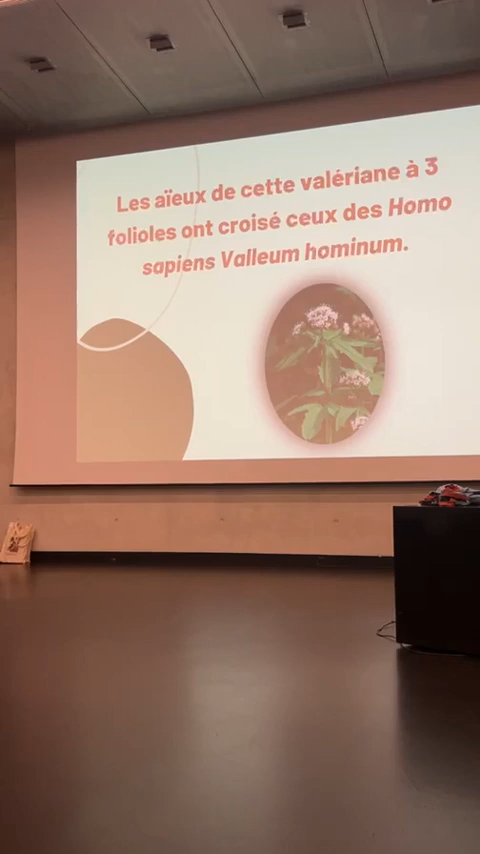 Les aïeux de cette valériane à 3
folioles ont croisé ceux des Homo
sapiens Valleum hominum.